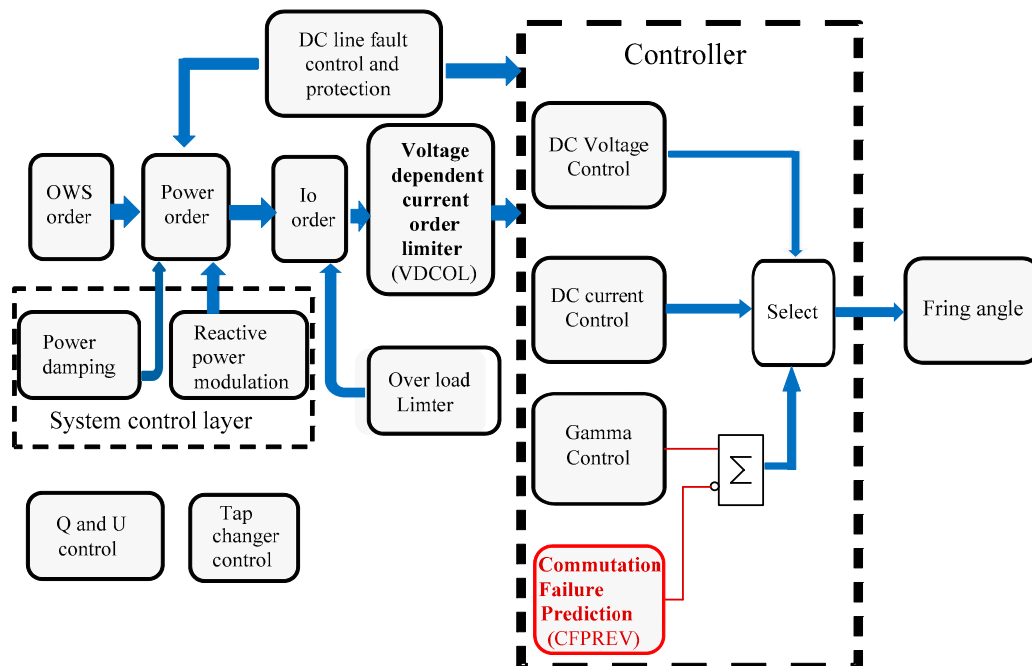 DC line fault
control and
protection
Controller
OWS
order
Power
order
Io
order
Voltage
dependent
current
order
limiter
(VDCOL)
DC Voltage
Control
DC current
Control
Select
Fring angle
Power
damping
Reactive
power
modulation
System control layer
Over load
Limter
Gamma
Control
Σ
Q and U
control
Tap
changer
control
Commutation
Failure
Prediction
(CFPREV)